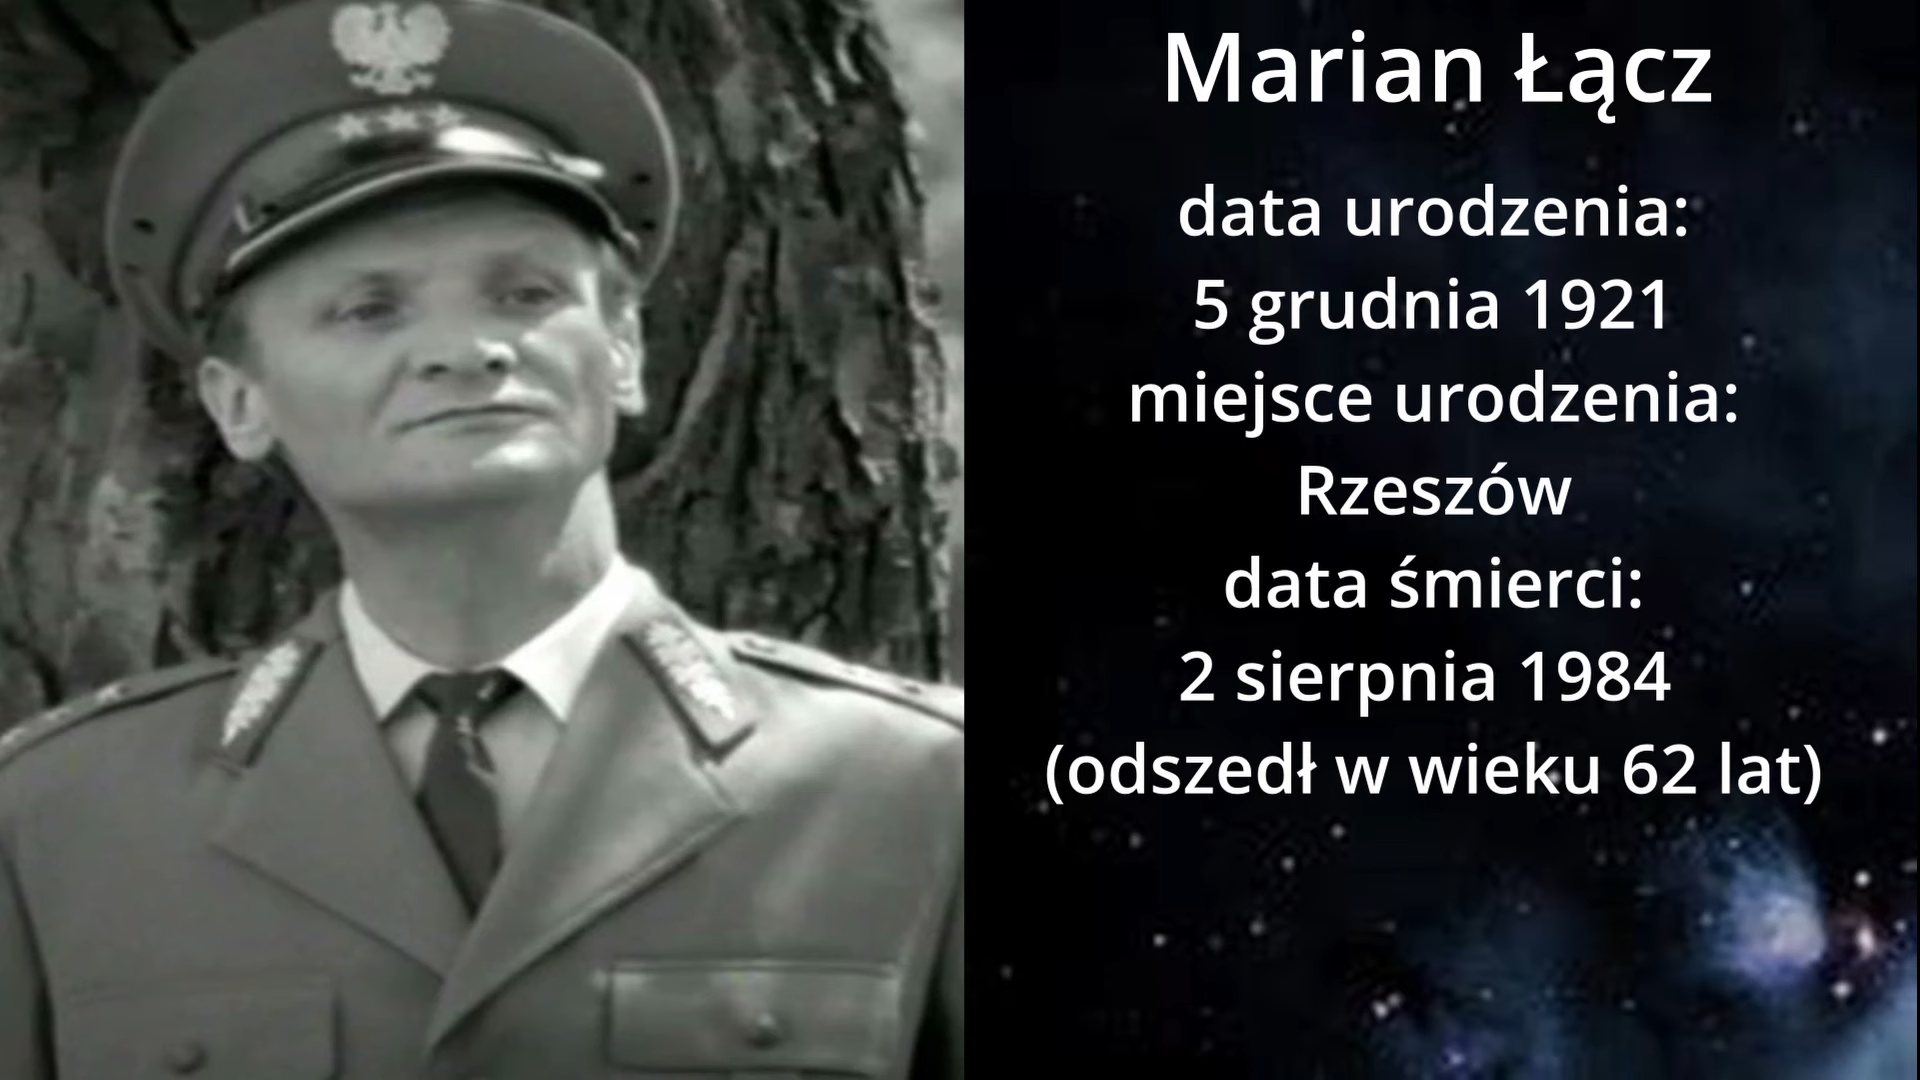 Marian Łącz
data urodzenia:
5 grudnia 1921
miejsce urodzenia:
Rzeszów
data śmierci:
2 sierpnia 1984
(odszedł w wieku 62 lat)